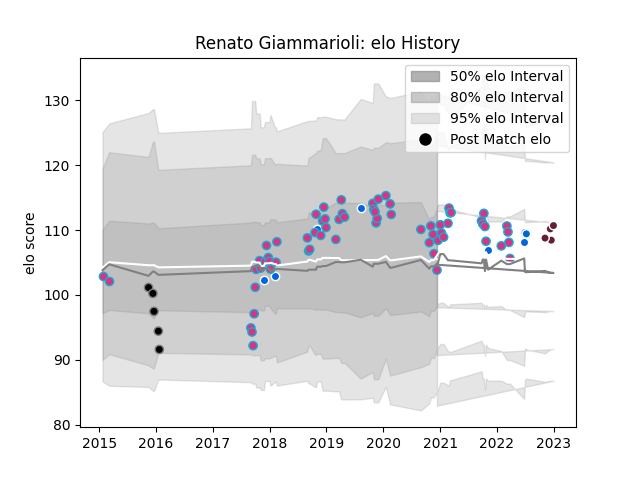 Renato Giammarioli: elo History
50% elo Interval
80% elo Interval
95% elo Interval
Post Match elo
elo score
130
120
110
100
90
80
2015 2016 2017 2018 2019 2020 2021 2022 2023